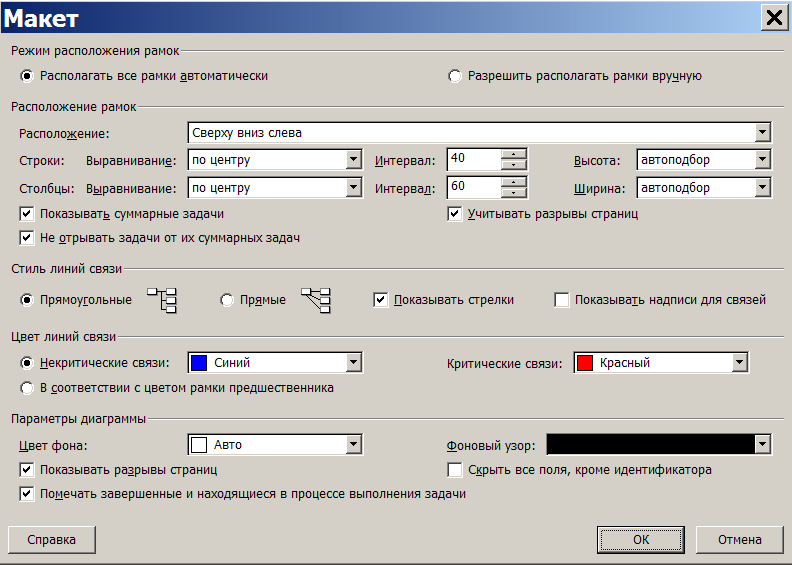 Макет
Режим расположения рамок
Располагать все рамки автоматически Разрешить располагать рамки вручную
Расположение рамок
Расположение: Сверху вниз слева
Строки: Выравнивание: по центру Интервал: 40 Высота: автоподбор
Столбцы: Выравнивание: по центру Интервал: 60 Ширина: автоподбор
Показывать суммарные задачи Учитывать разрывы страниц
Не отрывать задачи от их суммарных задач
Стиль линий связи
Прямоугольные Прямые Показывать стрелки Показывать надписи для связей
Цвет линий связи
Некритические связи: Синий Критические связи: Красный
В соответствии с цветом рамки предшественника
Параметры диаграммы
Цвет фона: Авто Фоновый узор:
Показывать разрывы страниц Скрыть все поля, кроме идентификатора
Помечать завершенные и находящиеся в процессе выполнения задачи
Справка ОК Отмена